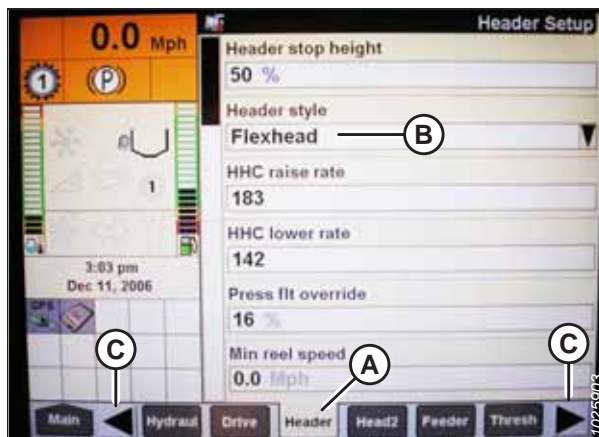 0.0 Mph
Header Setup
1
(P)
Header stop height
50 %
Header style
Flexhead
B
HHC raise rate
183
1
HHC lower rate
142
3:03 pm
Dec 11, 2006
Press flt override
16 %
GPS
Min reel speed
0.0 Mph
C
A
C
Main
Hydraul
Drive
Header
Head2
Feeder
Thresh
1025903